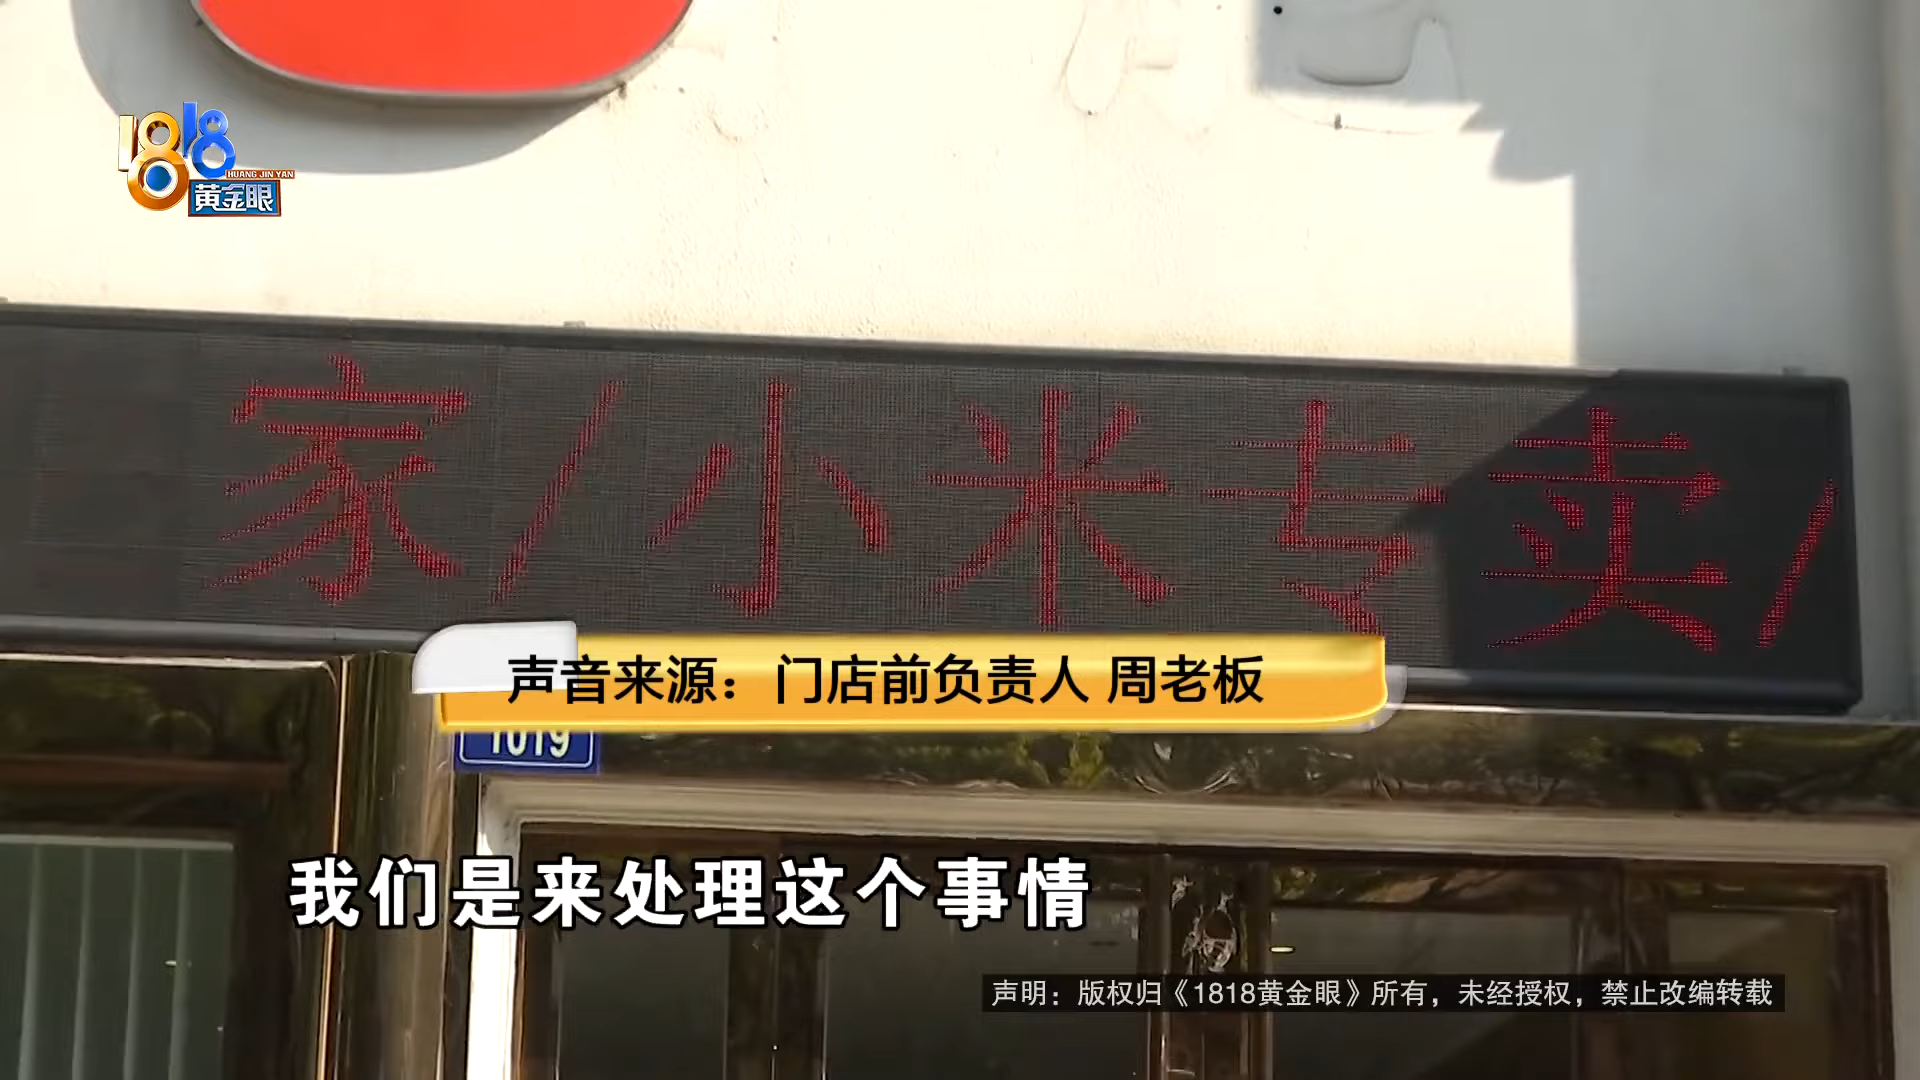 1818
HUANG JIN YAN
黄金眼
家/小米专卖/
声音来源：门店前负责人 周老板
1019
我们是来处理这个事情
声明：版权归《1818黄金眼》所有，未经授权，禁止改编转载